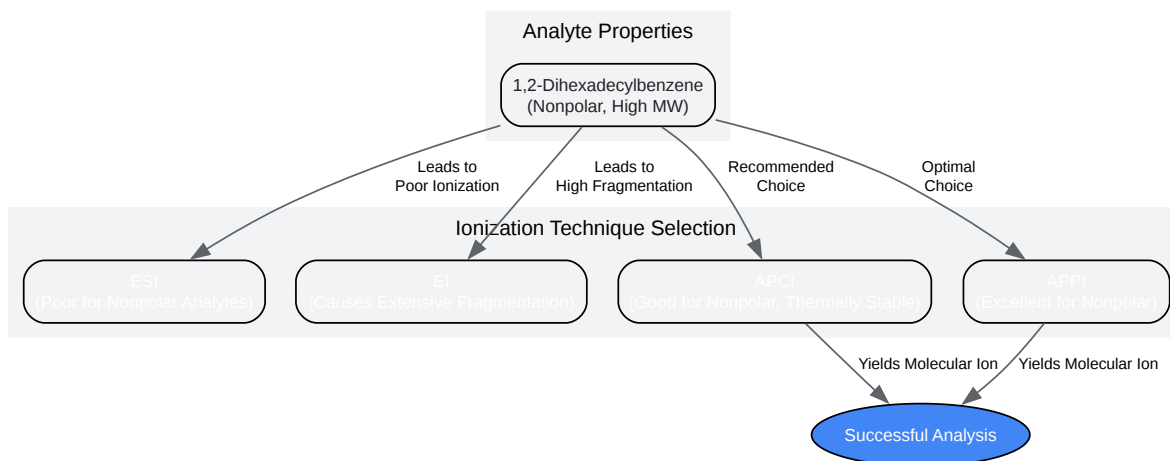 Analyte Properties
1,2-Dihexadecylbenzene
(Nonpolar, High MW)
Leads to
Poor Ionization
Leads to
High Fragmentation
Recommended
Choice
Optimal
Choice
Ionization Technique Selection
ESI
(Poor for Nonpolar Analytes)
EI
(Causes Extensive Fragmentation)
APCI
(Good for Nonpolar, Thermally Stable)
APPI
(Excellent for Nonpolar)
Yields Molecular Ion
Yields Molecular Ion
Successful Analysis